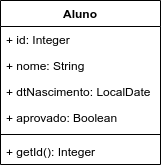 Aluno
+ id: Integer
+ nome: String
+ dtNascimento: LocalDate
+ aprovado: Boolean
+ getId(): Integer